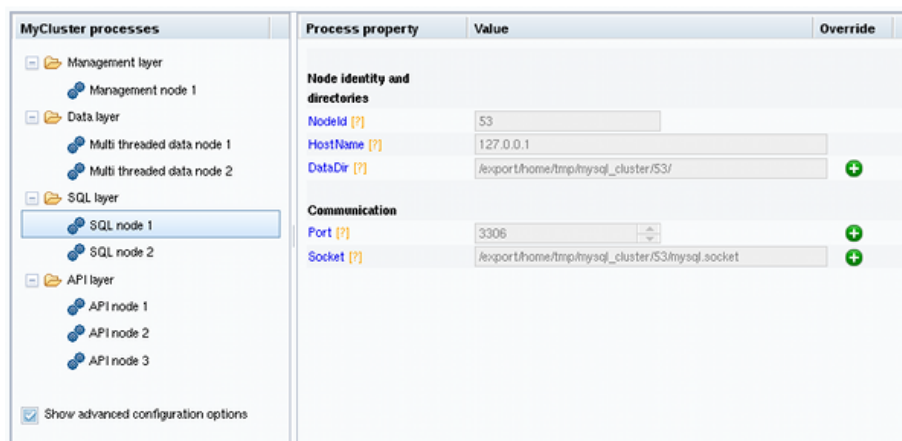 MyCluster processes
Management layer
Management node 1
Data layer
Multi threaded data node 1
Multi threaded data node 2
SQL layer
SQL node 1
SQL node 2
API layer
API node 1
API node 2
API node 3
Show advanced configuration options
Process property Value Override
Node identity and
directories
NodeId [?] 53
HostName [?] 127.0.0.1
DataDir [?] /export/home/tmp/mysql_cluster/53/
Communication
Port [?] 3306
Socket [?] /export/home/tmp/mysql_cluster/53/mysql.socket